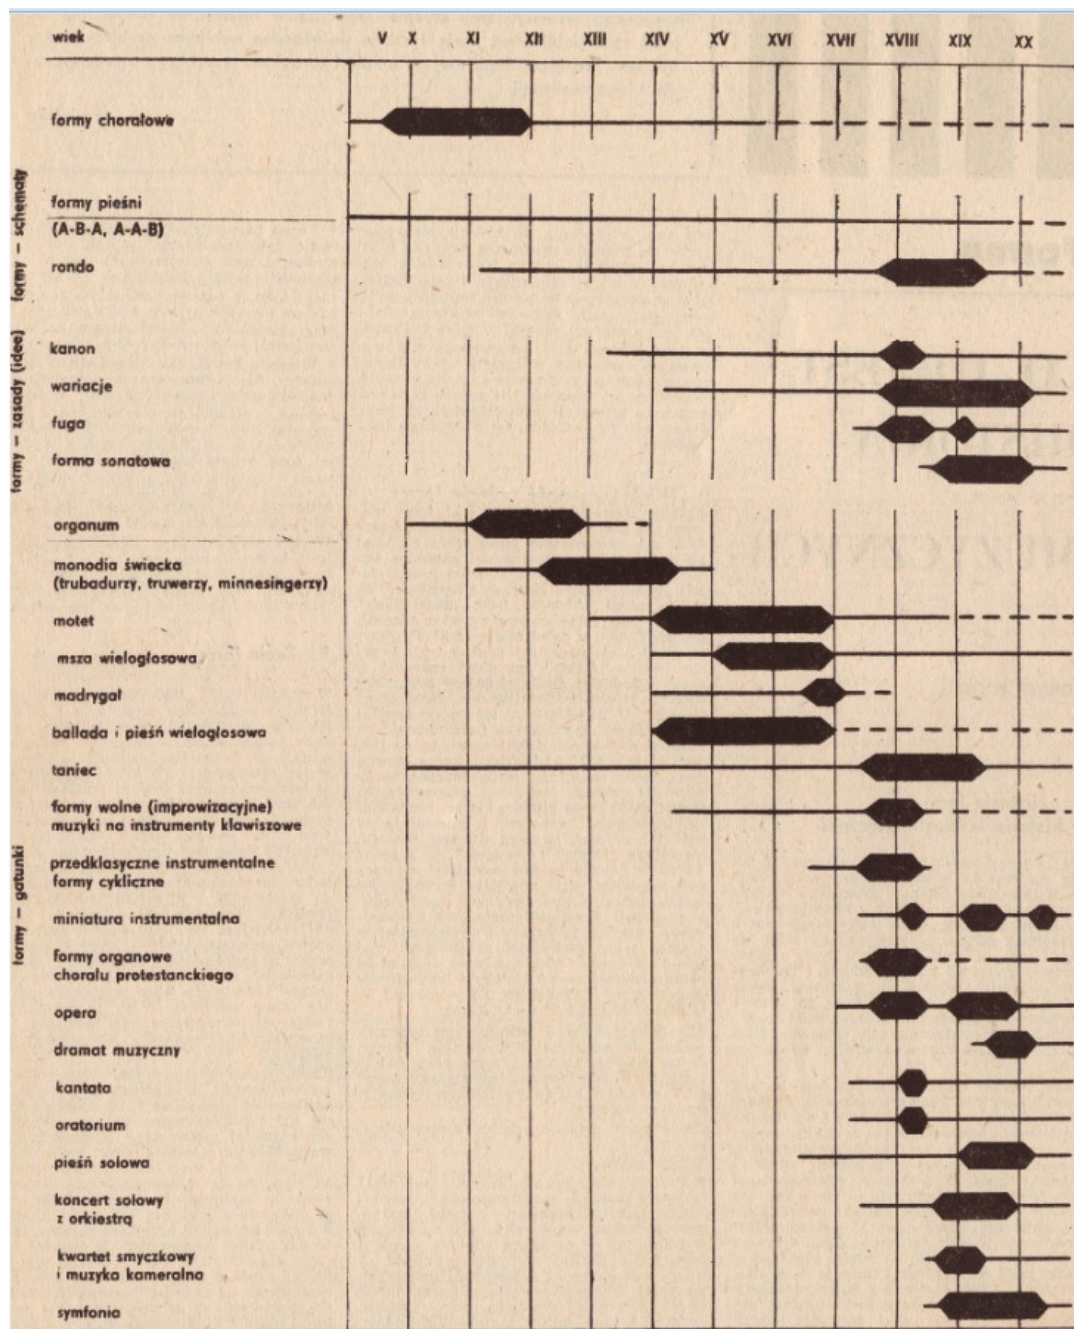 wiek V X XI XII XIII XIV XV XVI XVII XVIII XIX XX
formy chorałowe
formy – schematy
formy pieśni
(A-B-A, A-A-B)
rondo
formy – zasady (idee)
kanon
wariacje
fuga
forma sonatowa
formy – gatunki
organum
monodia świecka
(trubadurzy, truwerzy, minnesingerzy)
motet
msza wielogłosowa
madrygał
ballada i pieśń wielogłosowa
taniec
formy wolne (improwizacyjne)
muzyki na instrumenty klawiszowe
przedklasyczne instrumentalne
formy cykliczne
miniatura instrumentalna
formy organowe
chorału protestanckiego
opera
dramat muzyczny
kantata
oratorium
pieśń solowa
koncert solowy
z orkiestrą
kwartet smyczkowy
i muzyka kameralna
symfonia